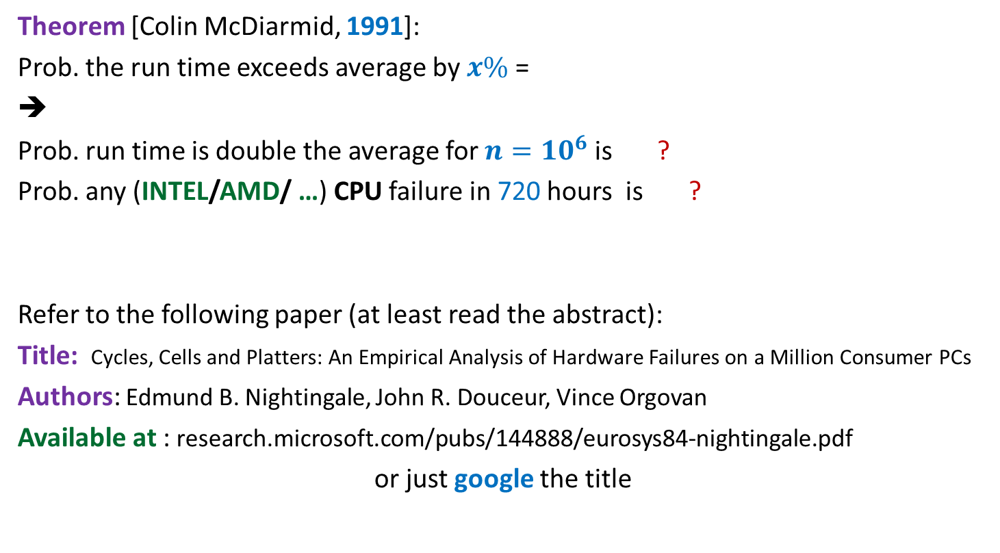 Theorem [Colin McDiarmid, 1991]:
Prob. the run time exceeds average by x% =
➔
Prob. run time is double the average for n = 10⁶ is ?
Prob. any (INTEL/AMD/ …) CPU failure in 720 hours is ?
Refer to the following paper (at least read the abstract):
Title: Cycles, Cells and Platters: An Empirical Analysis of Hardware Failures on a Million Consumer PCs
Authors: Edmund B. Nightingale, John R. Douceur, Vince Orgovan
Available at : research.microsoft.com/pubs/144888/eurosys84-nightingale.pdf
or just google the title